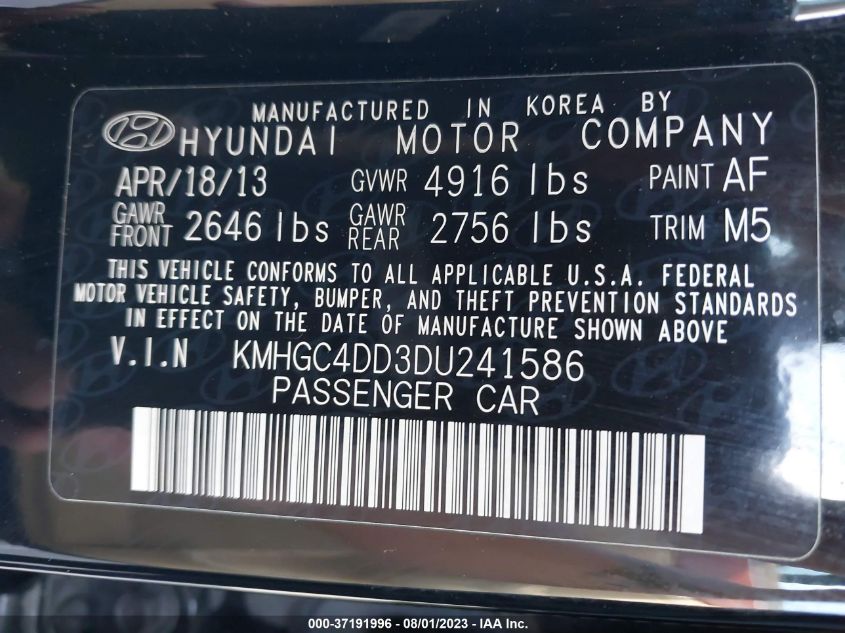 MANUFACTURED IN KOREA BY
HYUNDAI MOTOR COMPANY
APR/18/13 GVWR 4916 lbs PAINT AF
GAWR FRONT 2646 lbs GAWR REAR 2756 lbs TRIM M5
THIS VEHICLE CONFORMS TO ALL APPLICABLE U.S.A. FEDERAL
MOTOR VEHICLE SAFETY, BUMPER, AND THEFT PREVENTION STANDARDS
IN EFFECT ON THE DATE OF MANUFACTURE SHOWN ABOVE
V.I.N KMHGC4DD3DU241586
PASSENGER CAR
000-37191996 - 08/01/2023 - IAA Inc.